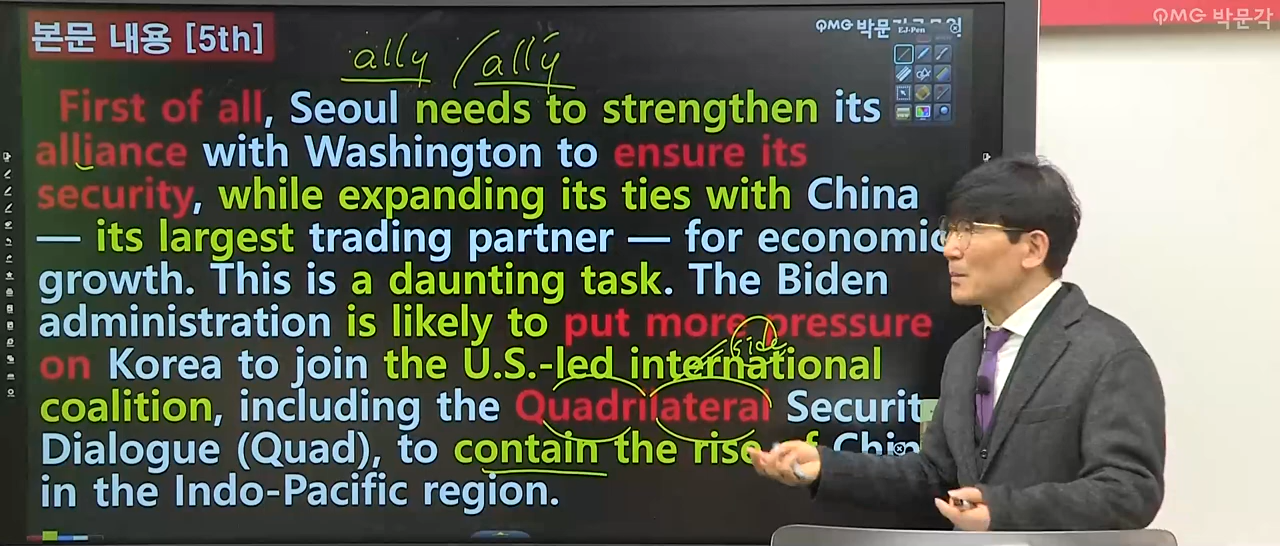 본문 내용 [5th]
ally / ally
QMG 박문각
EJ-Pen
QMG 박문각
First of all, Seoul needs to strengthen its
alliance with Washington to ensure its
security, while expanding its ties with China
— its largest trading partner — for economic
growth. This is a daunting task. The Biden
administration is likely to put more pressure
side
on Korea to join the U.S.-led international
coalition, including the Quadrilateral Securit
Dialogue (Quad), to contain the rise of Chin
in the Indo-Pacific region.